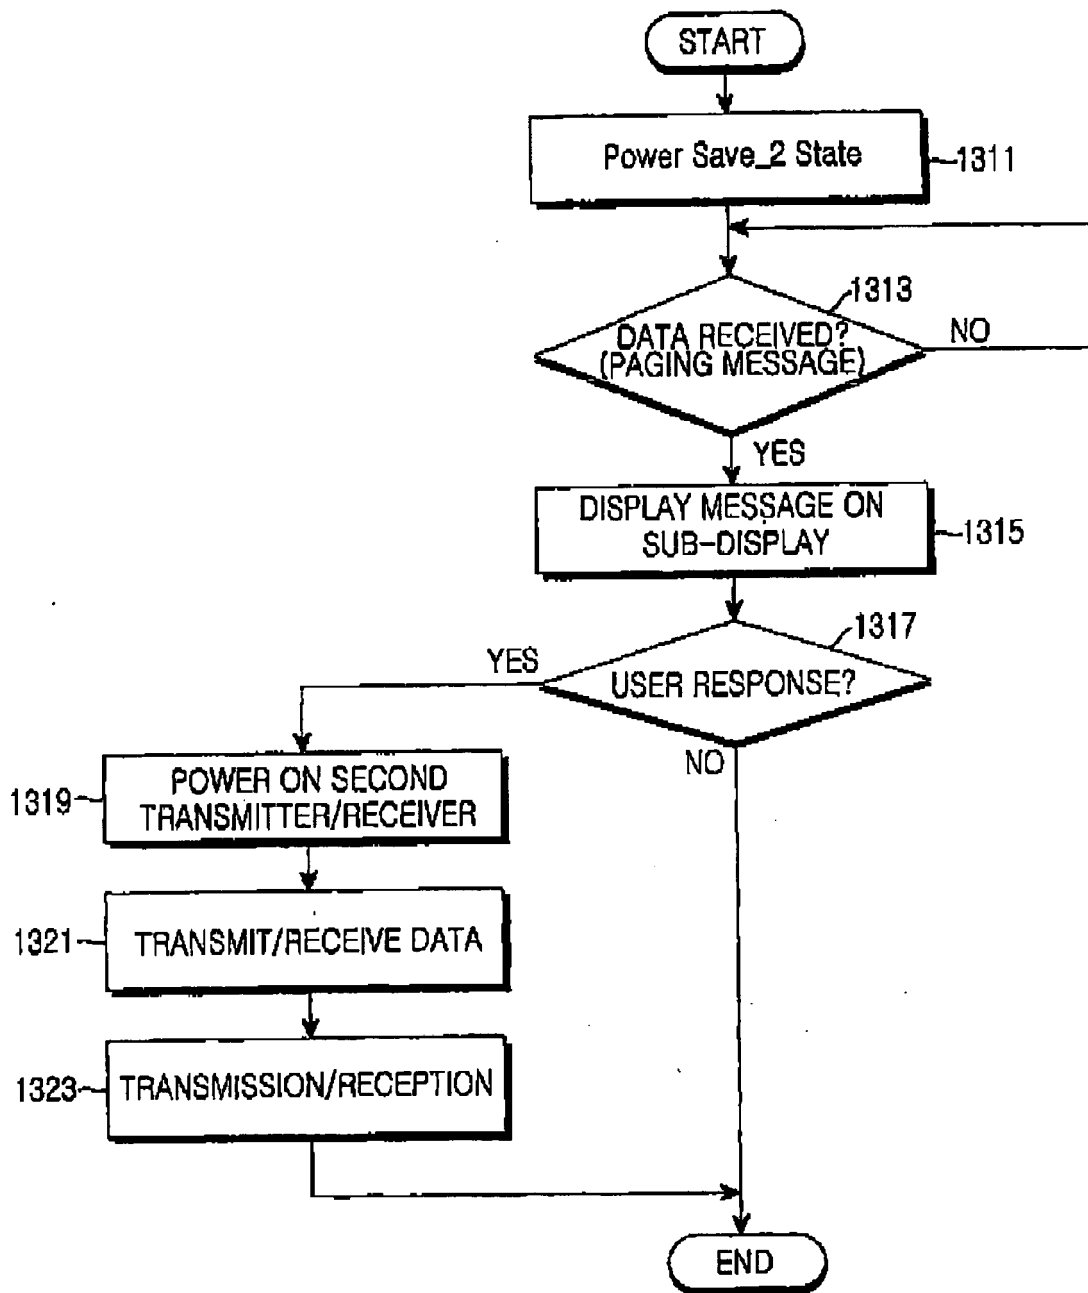 START
Power Save_2 State
1311
1313
DATA RECEIVED?
(PAGING MESSAGE)
NO
YES
DISPLAY MESSAGE ON
SUB-DISPLAY
1315
1317
YES
USER RESPONSE?
NO
1319
POWER ON SECOND
TRANSMITTER/RECEIVER
1321
TRANSMIT/RECEIVE DATA
1323
TRANSMISSION/RECEPTION
END